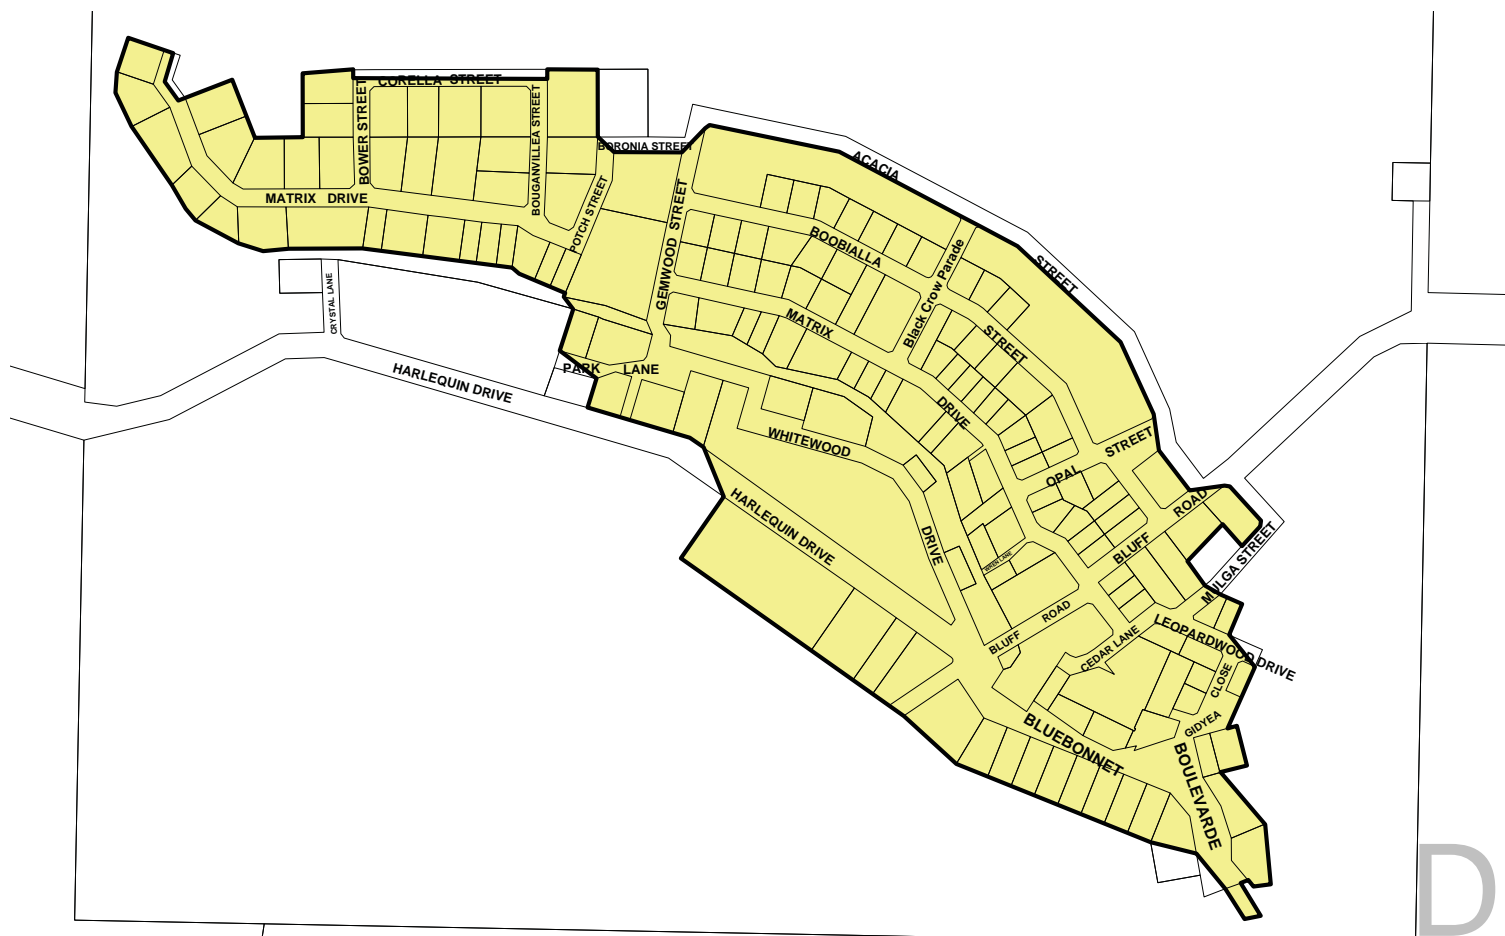 CORELLA STREET
BOWER STREET
BOUGANVILLEA STREET
BORONIA STREET
MATRIX DRIVE
POTCH STREET
GEMWOOD STREET
ACACIA
STREET
BOOBIALLA
STREET
Black Crow Parade
CRYSTAL LANE
MATRIX
DRIVE
HARLEQUIN DRIVE
PARK LANE
WHITEWOOD
DRIVE
OPAL
STREET
HARLEQUIN DRIVE
BLUFF
ROAD
WREN LANE
MULGA STREET
BLUFF
ROAD
LEOPARDWOOD DRIVE
CEDAR LANE
GIDYEA
CLOSE
BLUEBONNET
BOULEVARDE
D